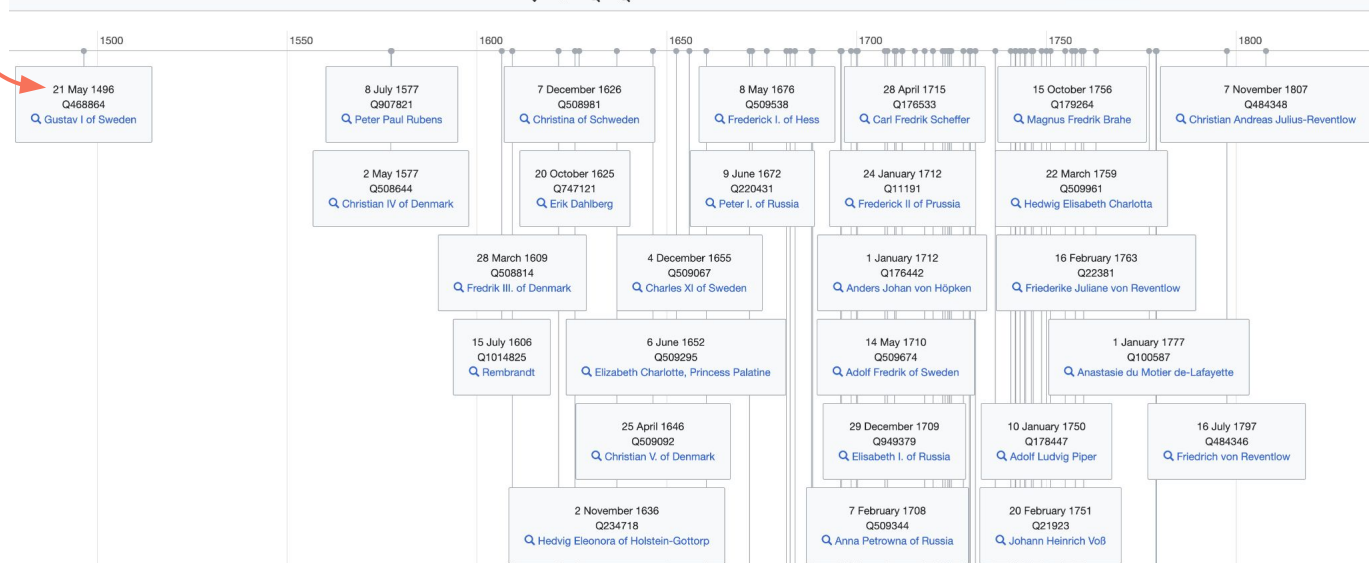 1500
1550
1600
1650
1700
1750
1800
21 May 1496
Q468864
Gustav I of Sweden
8 July 1577
Q907821
Peter Paul Rubens
7 December 1626
Q508981
Christina of Schweden
8 May 1676
Q509538
Frederick I. of Hess
28 April 1715
Q176533
Carl Fredrik Scheffer
15 October 1756
Q179264
Magnus Fredrik Brahe
7 November 1807
Q484348
Christian Andreas Julius-Reventlow
2 May 1577
Q508644
Christian IV of Denmark
20 October 1625
Q747121
Erik Dahlberg
9 June 1672
Q220431
Peter I. of Russia
24 January 1712
Q11191
Frederick II of Prussia
22 March 1759
Q509961
Hedwig Elisabeth Charlotta
28 March 1609
Q508814
Fredrik III. of Denmark
4 December 1655
Q509067
Charles XI of Sweden
1 January 1712
Q176442
Anders Johan von Höpken
16 February 1763
Q22381
Friederike Juliane von Reventlow
15 July 1606
Q1014825
Rembrandt
6 June 1652
Q509295
Elizabeth Charlotte, Princess Palatine
14 May 1710
Q509674
Adolf Fredrik of Sweden
1 January 1777
Q100587
Anastasie du Motier de-Lafayette
25 April 1646
Q509092
Christian V. of Denmark
29 December 1709
Q949379
Elisabeth I. of Russia
10 January 1750
Q178447
Adolf Ludvig Piper
16 July 1797
Q484346
Friedrich von Reventlow
2 November 1636
Q234718
Hedvig Eleonora of Holstein-Gottorp
7 February 1708
Q509344
Anna Petrowna of Russia
20 February 1751
Q21923
Johann Heinrich Voß